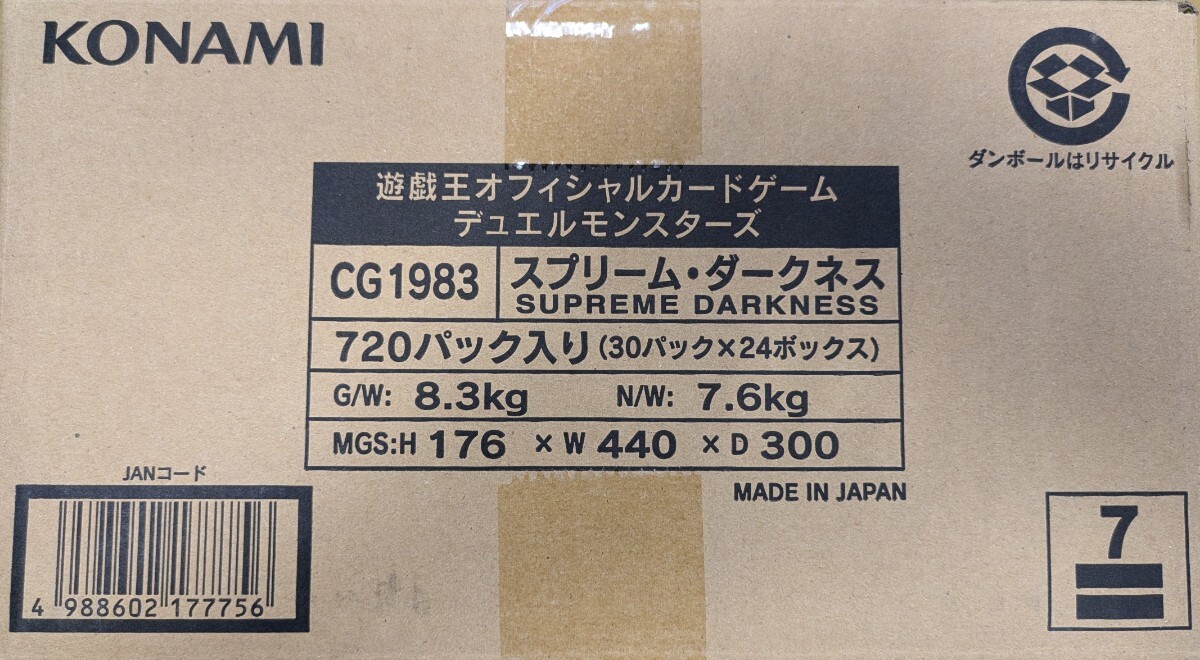 KONAMI
ダンボールはリサイクル
遊戯王オフィシャルカードゲーム
デュエルモンスターズ
CG1983
スプリーム・ダークネス
SUPREME DARKNESS
720パック入り(30パック×24ボックス)
G/W: 8.3kg N/W: 7.6kg
MGS:H 176 × W 440 × D 300
MADE IN JAPAN
JANコード
4 988602 177756
7